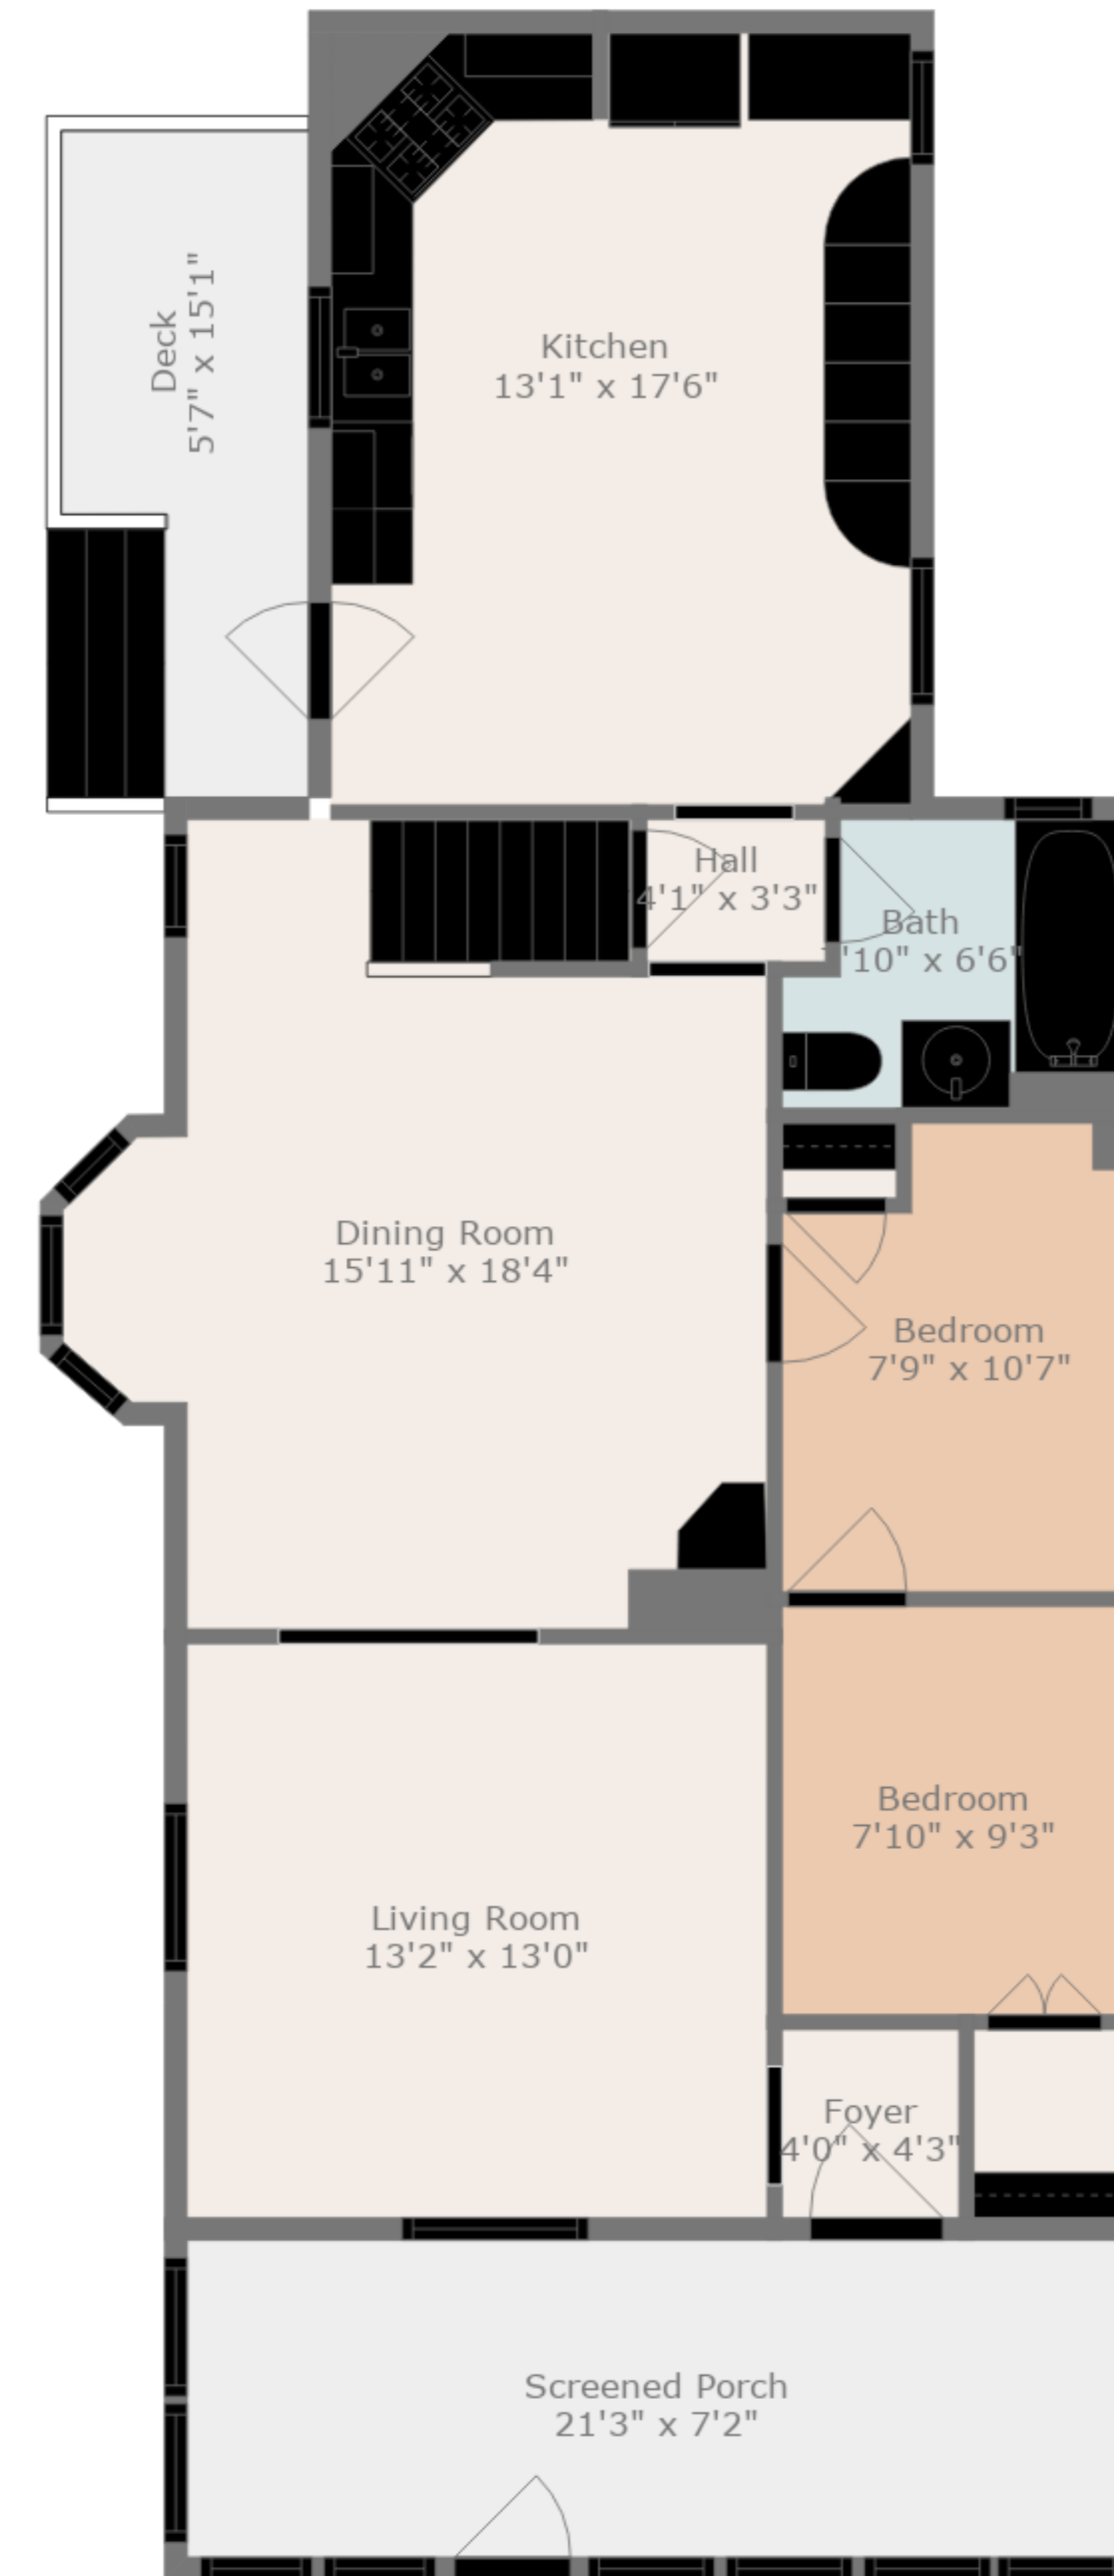 Deck
5'7" x 15'1"
Kitchen
13'1" x 17'6"
Hall
4'1" x 3'3"
Bath
'10" x 6'6"
Dining Room
15'11" x 18'4"
Bedroom
7'9" x 10'7"
Bedroom
7'10" x 9'3"
Living Room
13'2" x 13'0"
Foyer
4'0" x 4'3"
Screened Porch
21'3" x 7'2"